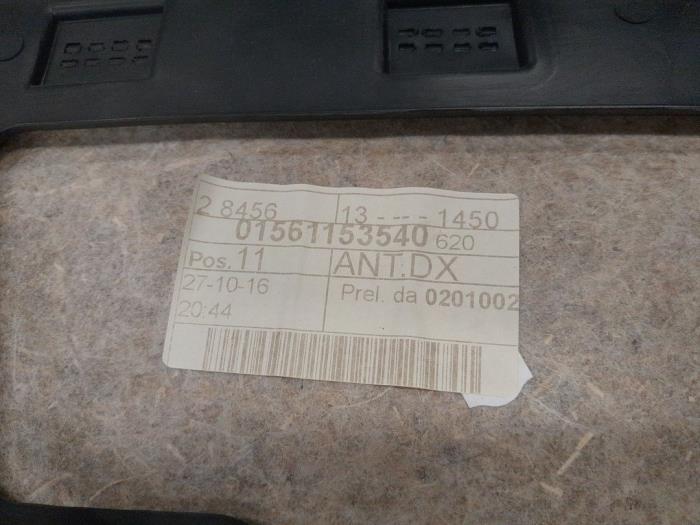 2 8456 13 - -- - 1450
01561153540 620
Pos. 11 ANT.DX
27-10-16 Prel. da 0201002
20:44